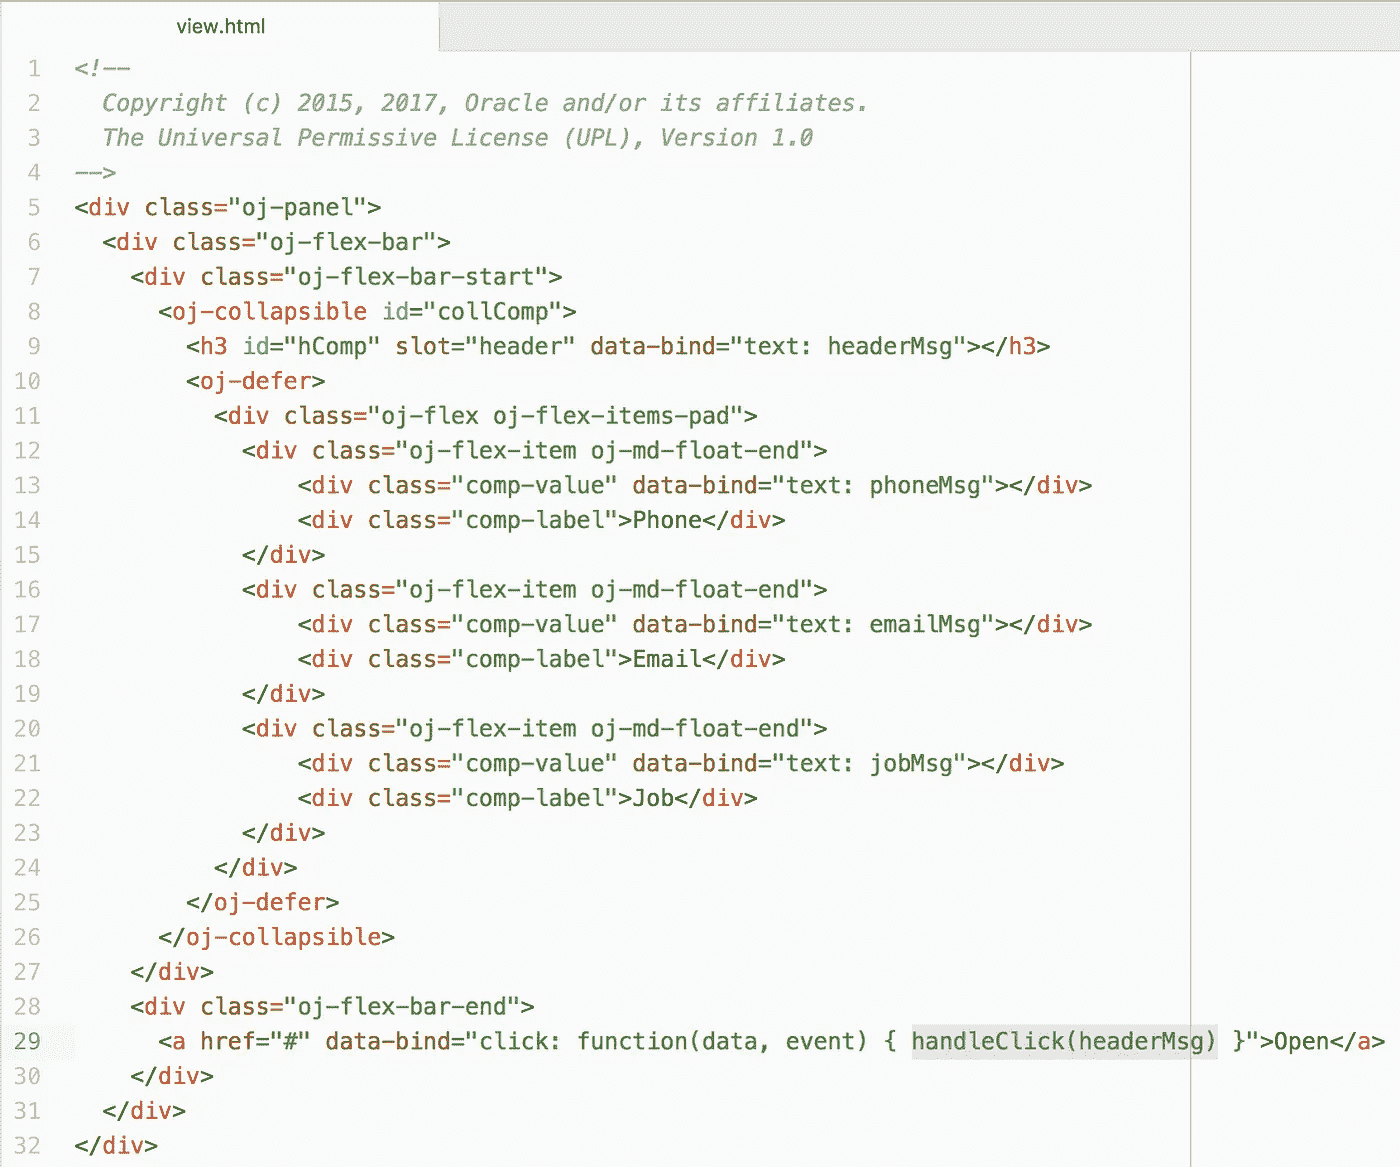 view.html
1 <!--
2   Copyright (c) 2015, 2017, Oracle and/or its affiliates.
3   The Universal Permissive License (UPL), Version 1.0
4 -->
5 <div class="oj-panel">
6   <div class="oj-flex-bar">
7     <div class="oj-flex-bar-start">
8       <oj-collapsible id="collComp">
9         <h3 id="hComp" slot="header" data-bind="text: headerMsg"></h3>
10         <oj-defer>
11           <div class="oj-flex oj-flex-items-pad">
12             <div class="oj-flex-item oj-md-float-end">
13                 <div class="comp-value" data-bind="text: phoneMsg"></div>
14                 <div class="comp-label">Phone</div>
15             </div>
16             <div class="oj-flex-item oj-md-float-end">
17                 <div class="comp-value" data-bind="text: emailMsg"></div>
18                 <div class="comp-label">Email</div>
19             </div>
20             <div class="oj-flex-item oj-md-float-end">
21                 <div class="comp-value" data-bind="text: jobMsg"></div>
22                 <div class="comp-label">Job</div>
23             </div>
24           </div>
25         </oj-defer>
26       </oj-collapsible>
27     </div>
28     <div class="oj-flex-bar-end">
29       <a href="#" data-bind="click: function(data, event) { handleClick(headerMsg) }">Open</a>
30     </div>
31   </div>
32 </div>